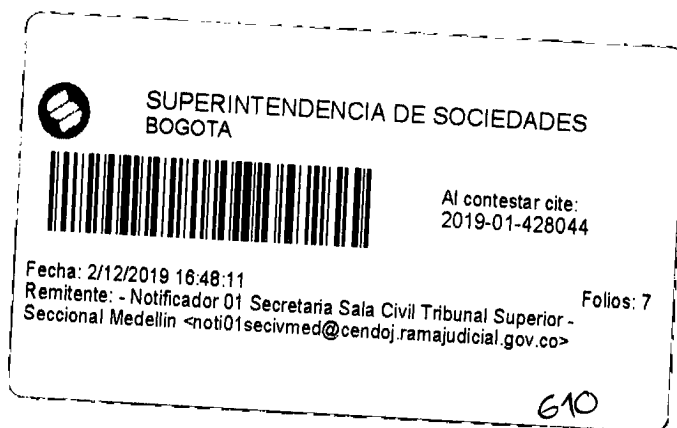 SUPERINTENDENCIA DE SOCIEDADES
BOGOTA
Al contestar cite:
2019-01-428044
Fecha: 2/12/2019 16:48:11
Folios: 7
Remitente: - Notificador 01 Secretaria Sala Civil Tribunal Superior -
Seccional Medellin <noti01secivmed@cendoj.ramajudicial.gov.co>
610